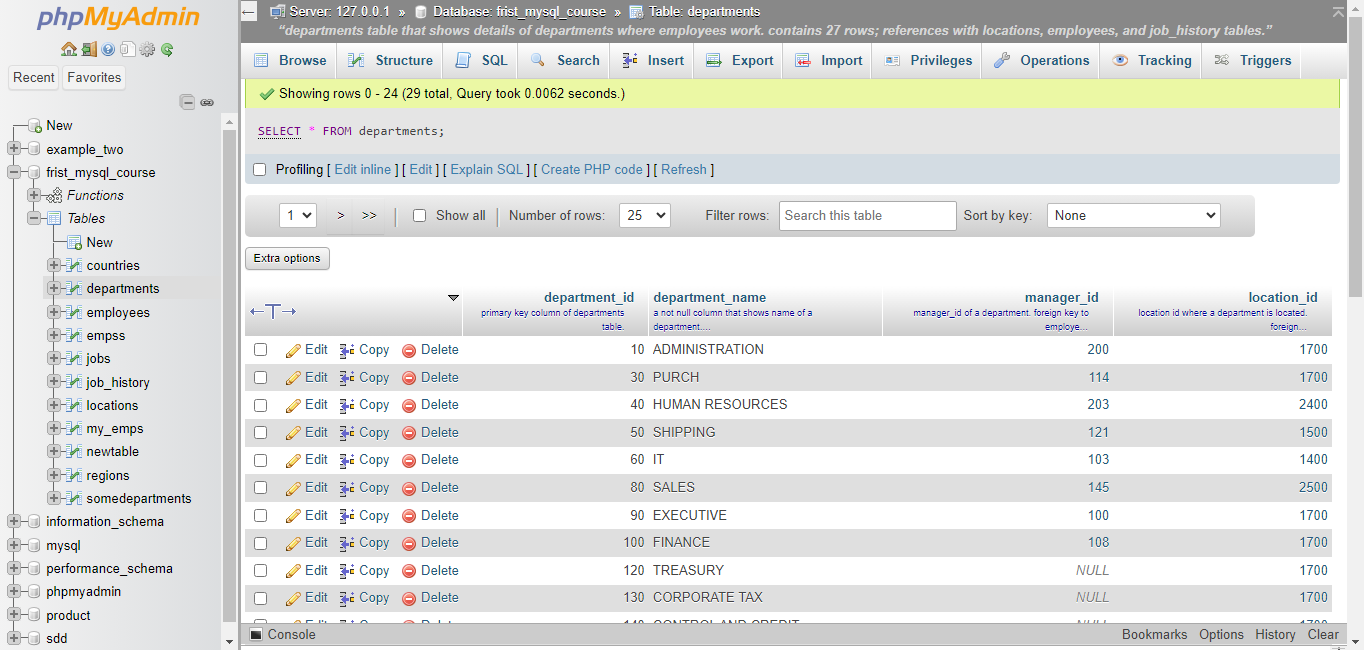 phpMyAdmin
Recent Favorites
New
example_two
frist_mysql_course
Functions
Tables
New
countries
departments
employees
empss
jobs
job_history
locations
my_emps
newtable
regions
somedepartments
information_schema
mysql
performance_schema
phpmyadmin
product
sdd
Server: 127.0.0.1 » Database: frist_mysql_course » Table: departments
“departments table that shows details of departments where employees work. contains 27 rows; references with locations, employees, and job_history tables.”
Browse Structure SQL Search Insert Export Import Privileges Operations Tracking Triggers
Showing rows 0 - 24 (29 total, Query took 0.0062 seconds.)
SELECT * FROM departments;
Profiling [ Edit inline ] [ Edit ] [ Explain SQL ] [ Create PHP code ] [ Refresh ]
1 > >> Show all Number of rows: 25 Filter rows: Search this table Sort by key: None
Extra options
department_id department_name manager_id location_id
primary key column of departments a not null column that shows name of a manager_id of a department. foreign key to location id where a department is located.
table. department.... employe... foreign...
Edit Copy Delete 10 ADMINISTRATION 200 1700
Edit Copy Delete 30 PURCH 114 1700
Edit Copy Delete 40 HUMAN RESOURCES 203 2400
Edit Copy Delete 50 SHIPPING 121 1500
Edit Copy Delete 60 IT 103 1400
Edit Copy Delete 80 SALES 145 2500
Edit Copy Delete 90 EXECUTIVE 100 1700
Edit Copy Delete 100 FINANCE 108 1700
Edit Copy Delete 120 TREASURY NULL 1700
Edit Copy Delete 130 CORPORATE TAX NULL 1700
140 CONTROL AND CREDIT NULL 1700
Console Bookmarks Options History Clear